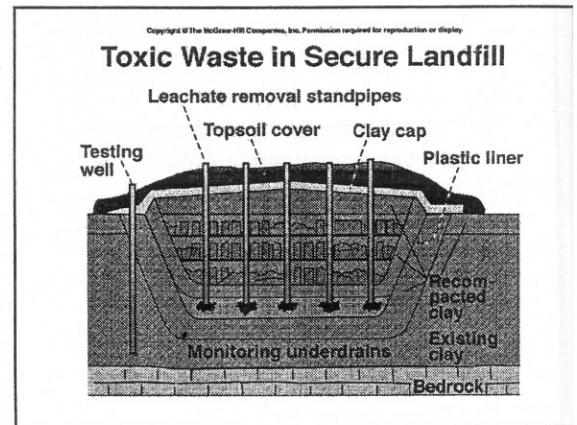 Copyright © The McGraw-Hill Companies, Inc. Permission required for reproduction or display.
Toxic Waste in Secure Landfill
Leachate removal standpipes
Topsoil cover
Clay cap
Testing
well
Plastic liner
Recom-
pacted
clay
Existing
clay
Monitoring underdrains
Bedrock